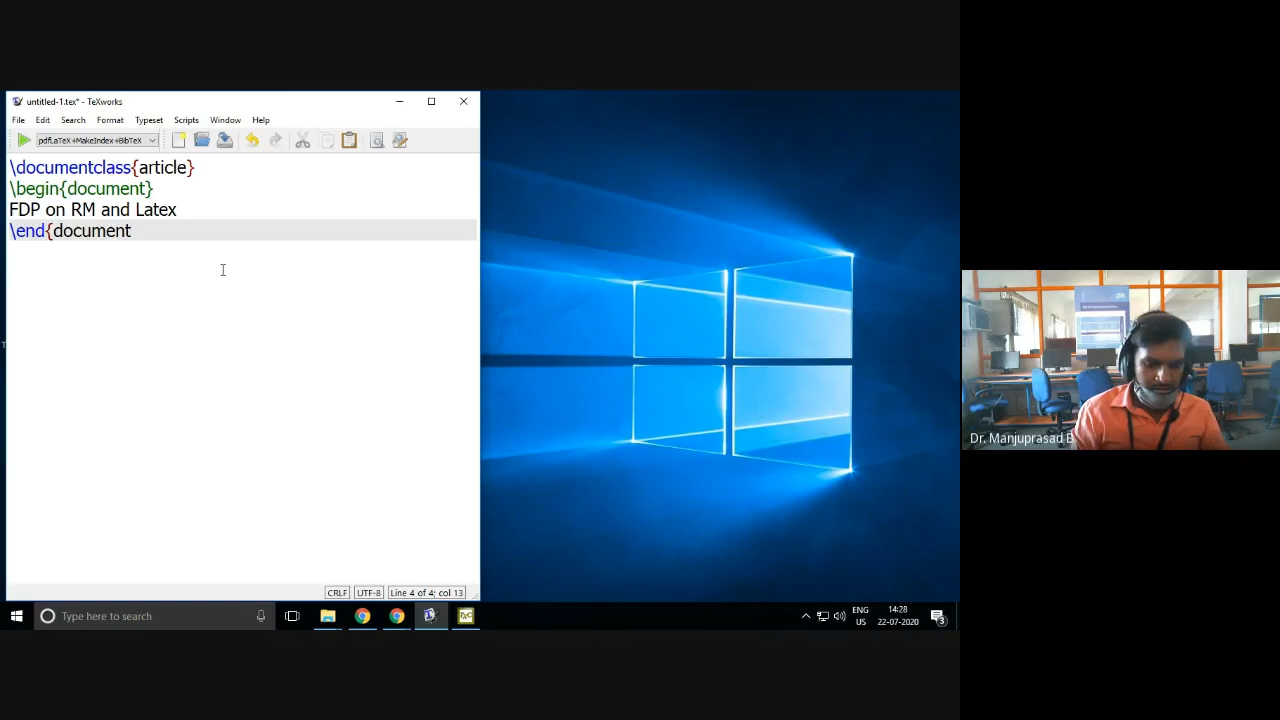 untitled-1.tex* - TeXworks
File Edit Search Format Typeset Scripts Window Help
pdfLaTeX+MakeIndex+BibTeX
\documentclass{article}
\begin{document}
FDP on RM and Latex
\end{document
CRLF UTF-8 Line 4 of 4; col 13
Type here to search
ENG
US
14:28
22-07-2020
3
Dr. Manjuprasad B